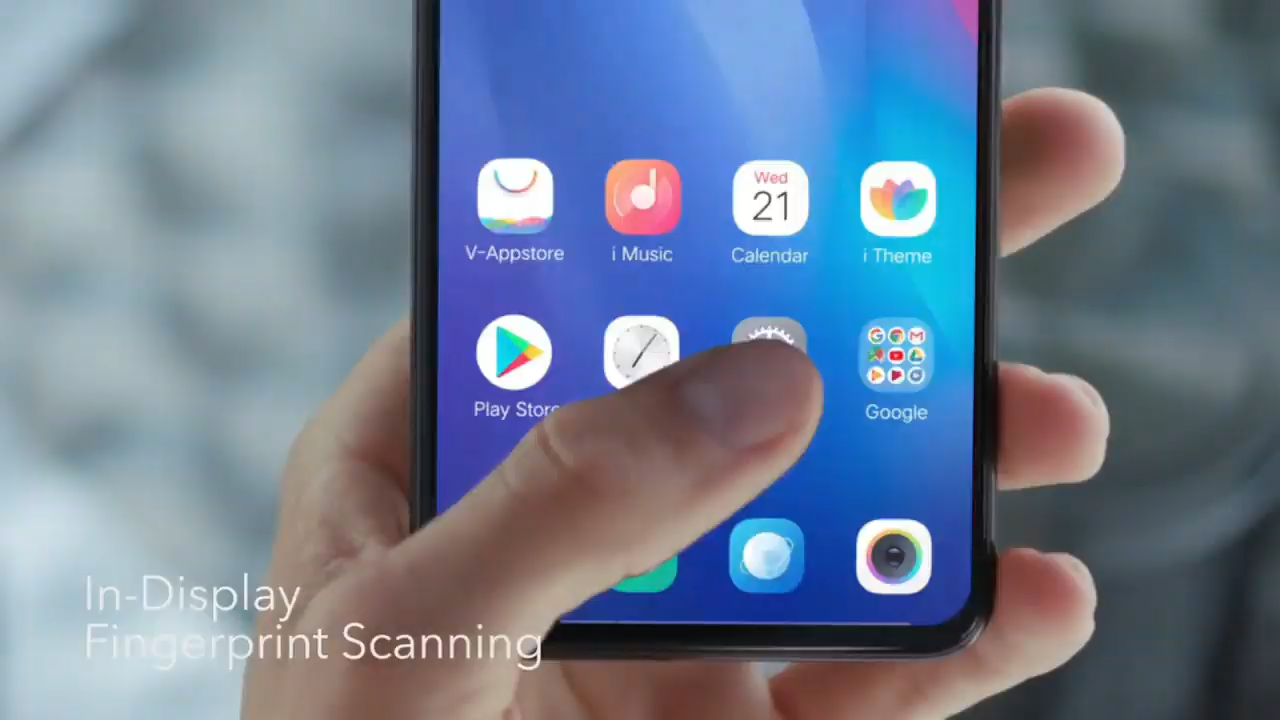 V-Appstore
i Music
Wed
21
Calendar
i Theme
Play Store
Google
In-Display
Fingerprint Scanning